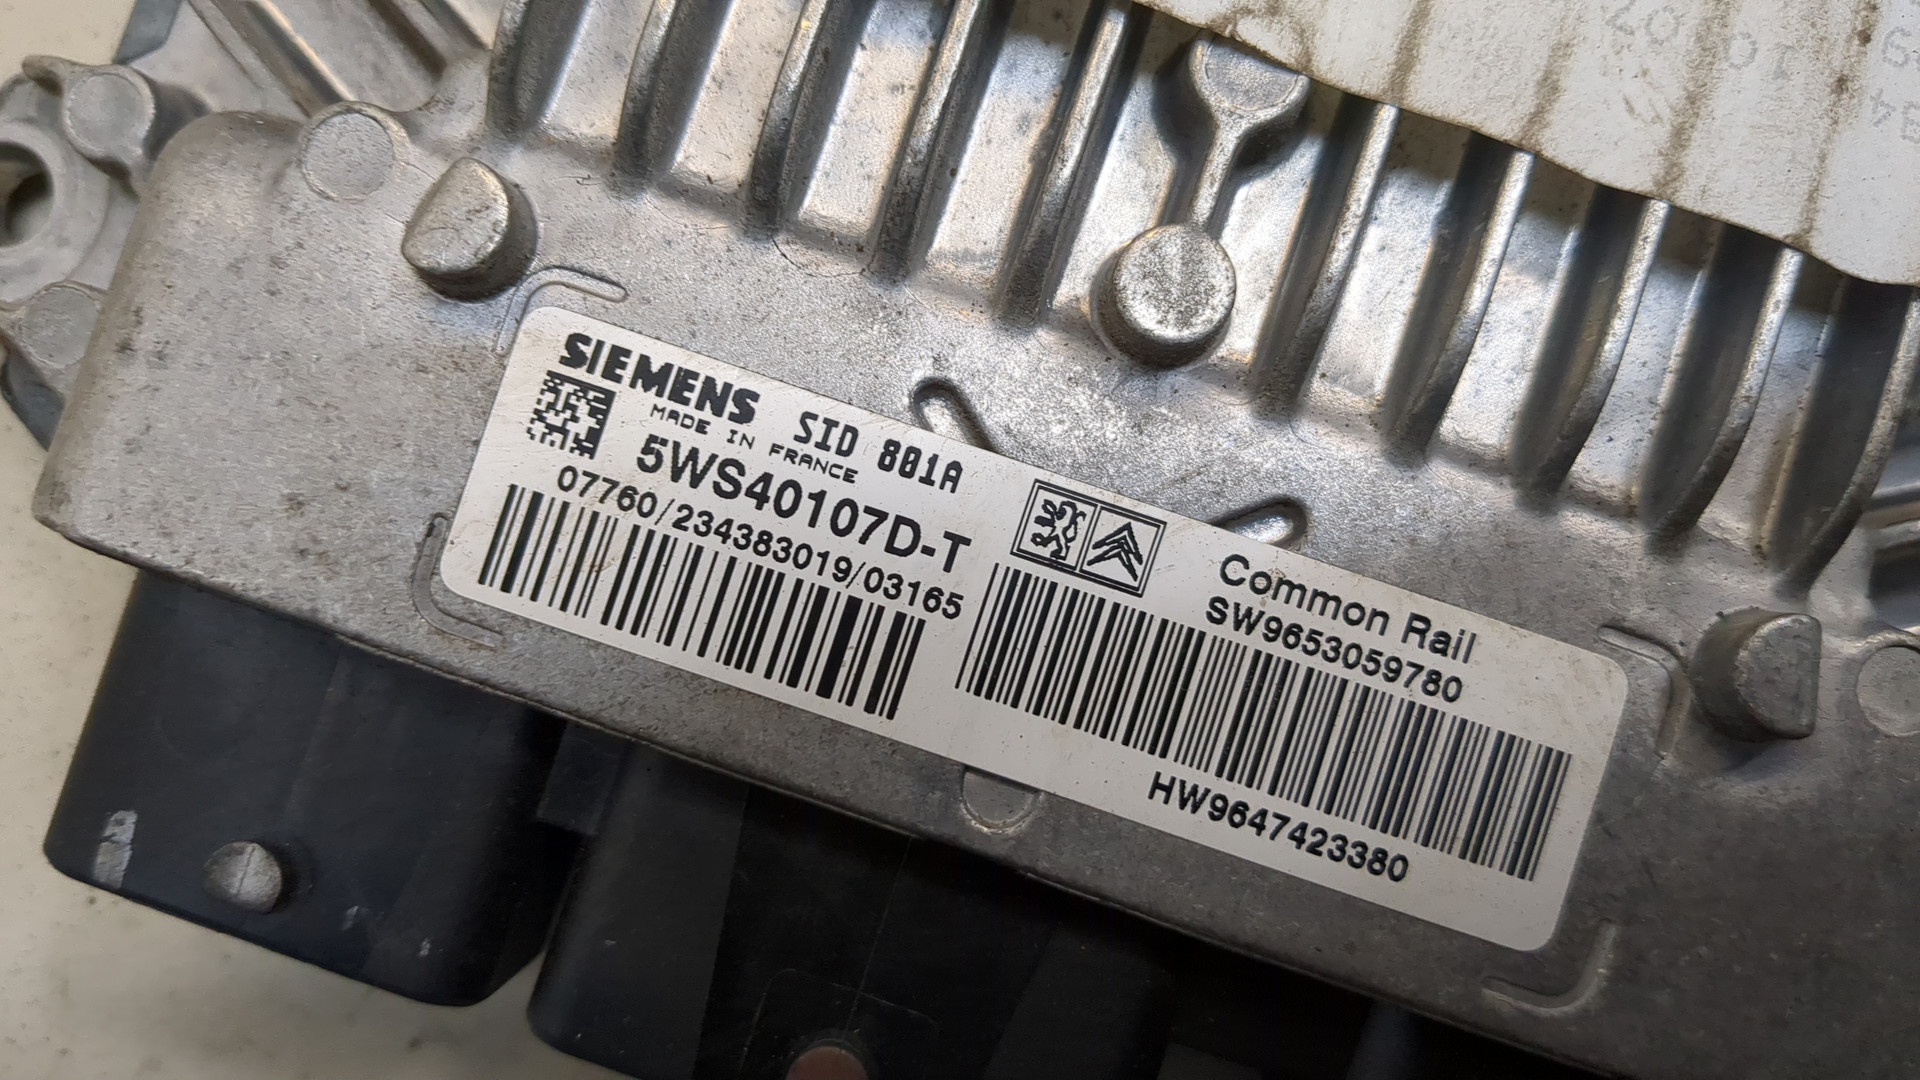 SIEMENS SID 801A
MADE IN FRANCE
5WS40107D-T
07760/234383019/03165
Common Rail
SW9653059780
HW9647423380